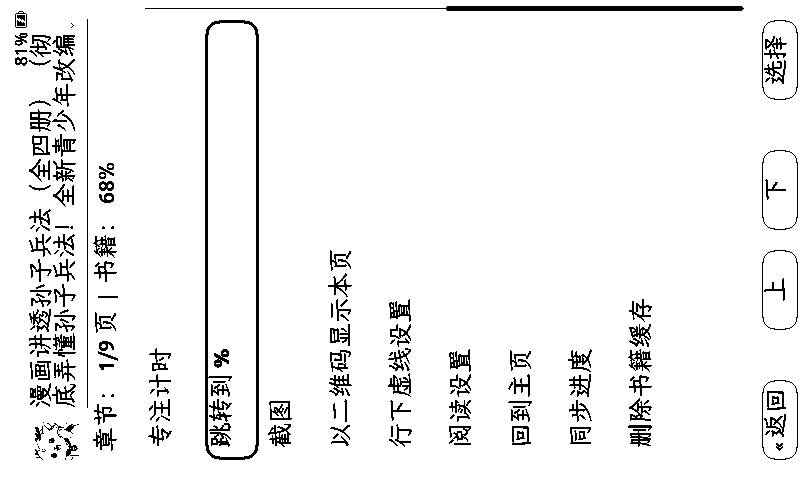 81%
漫画讲透孙子兵法（全四册）（彻
底弄懂孙子兵法！全新青少年改编
章节： 1/9 页 | 书籍： 68%
专注计时
跳转到 %
截图
以二维码显示本页
行下虚线设置
阅读设置
回到主页
同步进度
删除书籍缓存
« 返回
上
下
选择